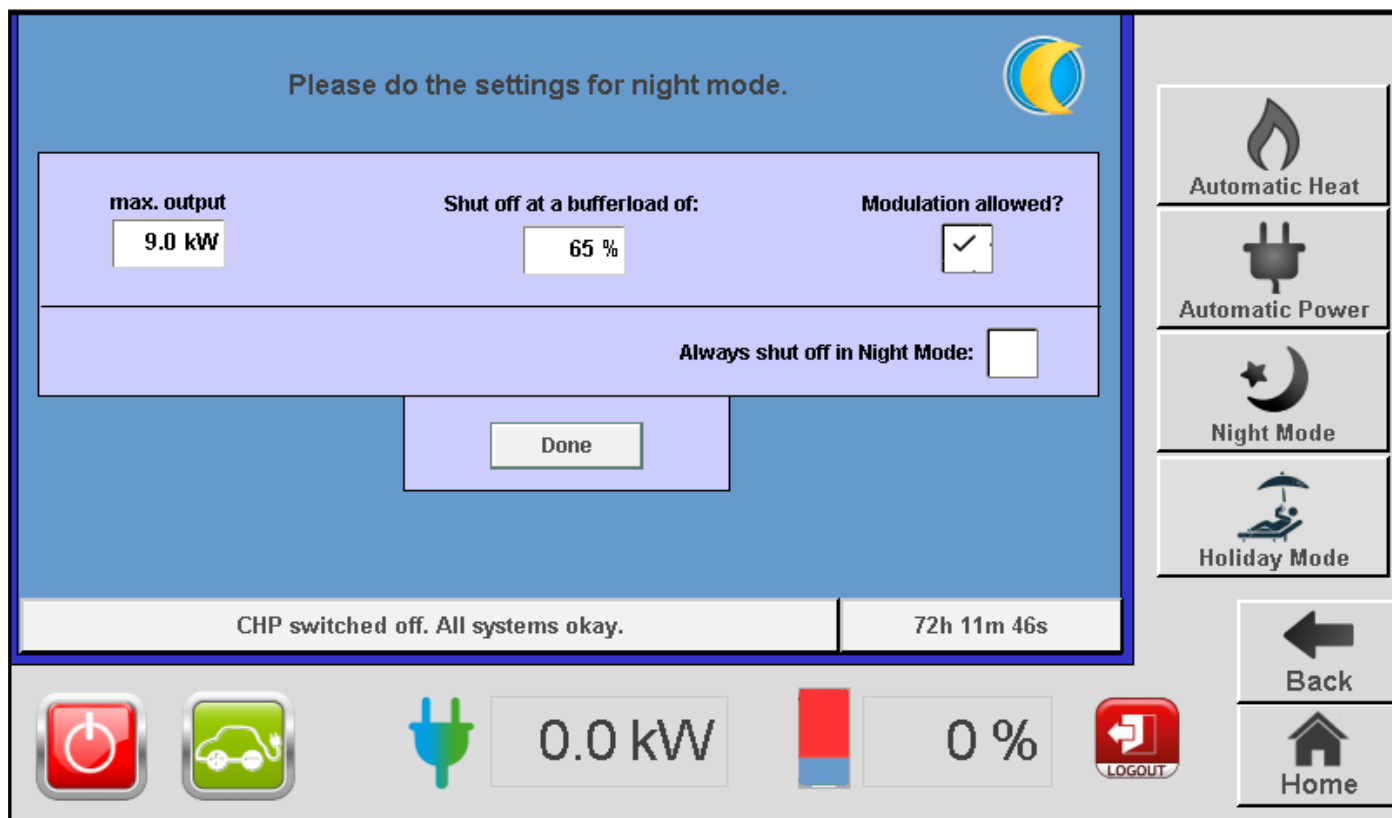 Please do the settings for night mode.
max. output
Shut off at a bufferload of:
Modulation allowed?
9.0 kW
65 %
Always shut off in Night Mode:
Done
CHP switched off. All systems okay.
72h 11m 46s
Automatic Heat
Automatic Power
Night Mode
Holiday Mode
Back
Home
0.0 kW
0 %
LOGOUT